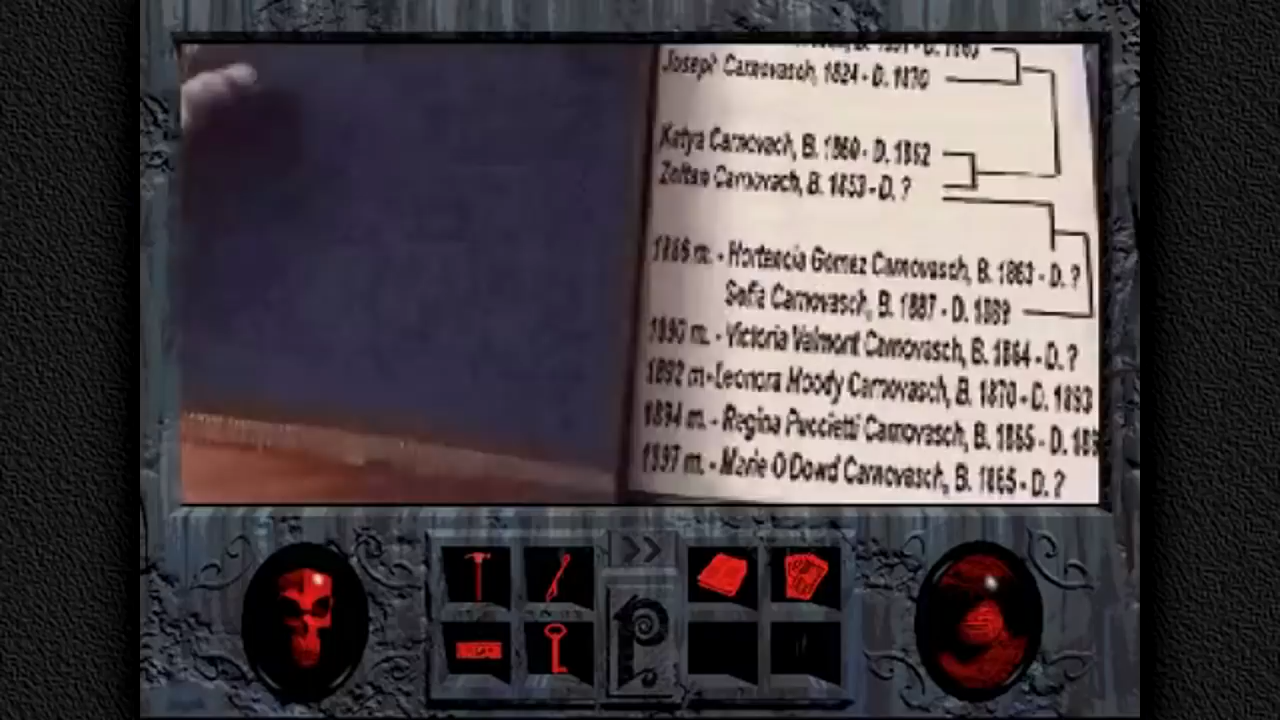 Joseph Carnovasch, 1824 - D. 1870
Katya Carnovach, B. 1860 - D. 1862
Zoltan Carnovach, B. 1853 - D. ?
1886 m. - Hortencia Gomez Carnovasch, B. 1863 - D. ?
Sofia Carnovasch, B. 1887 - D. 1889
1890 m. - Victoria Valmont Carnovasch, B. 1864 - D. ?
1892 m - Leonora Moody Carnovasch, B. 1870 - D. 1893
1894 m. - Regina Puccietti Carnovasch, B. 1865 - D.
1897 m. - Marie O'Dowd Carnovasch, B. 1865 - D. ?